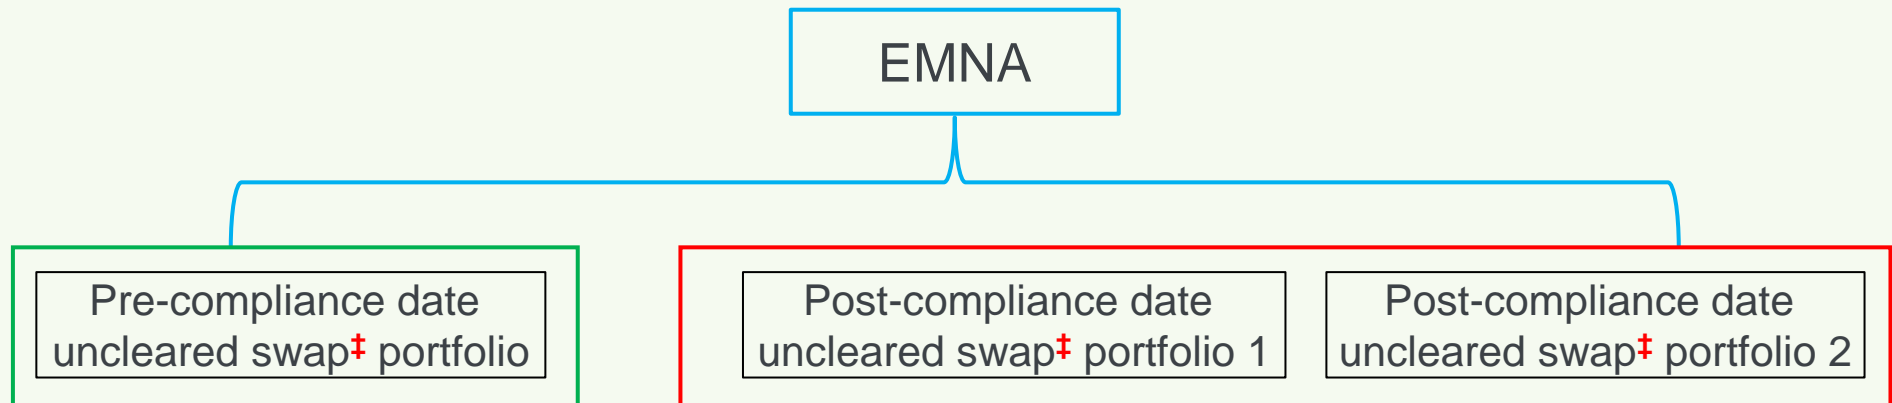 EMNA
Pre-compliance date
uncleared swap‡ portfolio
Post-compliance date
uncleared swap‡ portfolio 1
Post-compliance date
uncleared swap‡ portfolio 2